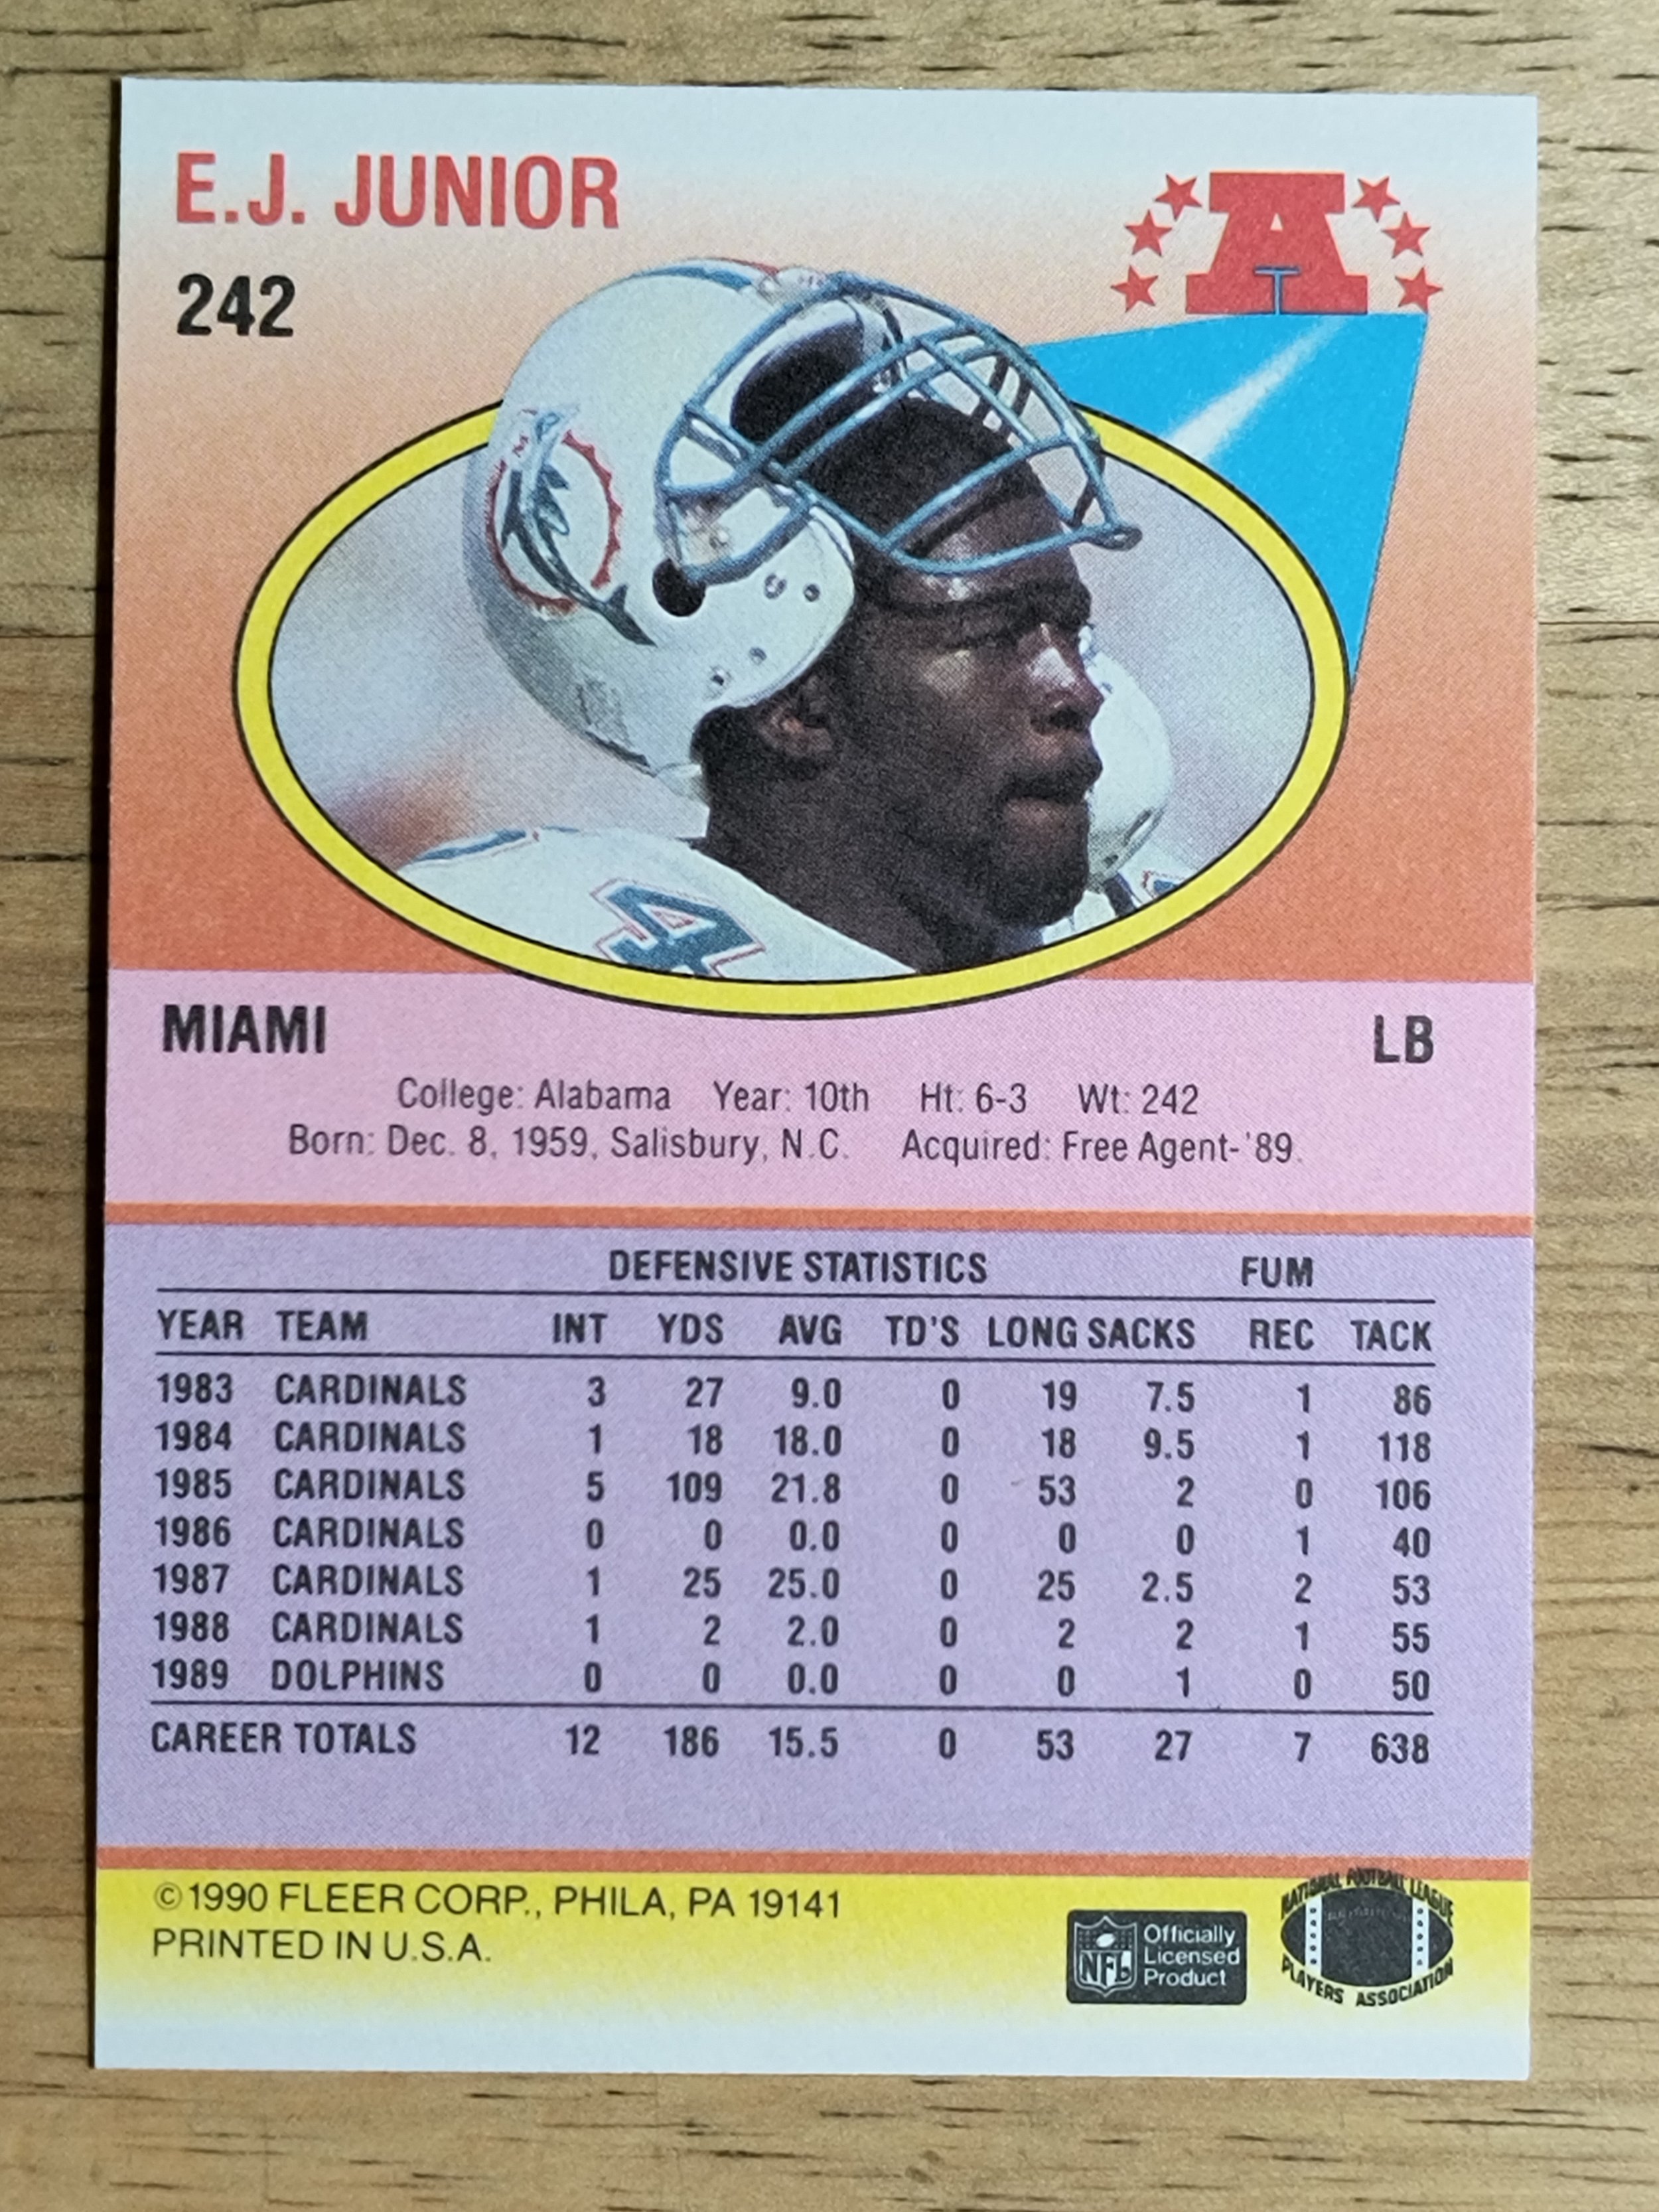 E.J. JUNIOR
242
A
4
MIAMI LB
College: Alabama Year: 10th Ht: 6-3 Wt: 242
Born: Dec. 8, 1959, Salisbury, N.C. Acquired: Free Agent-'89.
DEFENSIVE STATISTICS FUM
YEAR TEAM INT YDS AVG TD'S LONG SACKS REC TACK
1983 CARDINALS 3 27 9.0 0 19 7.5 1 86
1984 CARDINALS 1 18 18.0 0 18 9.5 1 118
1985 CARDINALS 5 109 21.8 0 53 2 0 106
1986 CARDINALS 0 0 0.0 0 0 0 1 40
1987 CARDINALS 1 25 25.0 0 25 2.5 2 53
1988 CARDINALS 1 2 2.0 0 2 2 1 55
1989 DOLPHINS 0 0 0.0 0 0 1 0 50
CAREER TOTALS 12 186 15.5 0 53 27 7 638
©1990 FLEER CORP., PHILA, PA 19141
PRINTED IN U.S.A.
NFL
Officially
Licensed
Product
NATIONAL FOOTBALL LEAGUE
PLAYERS ASSOCIATION